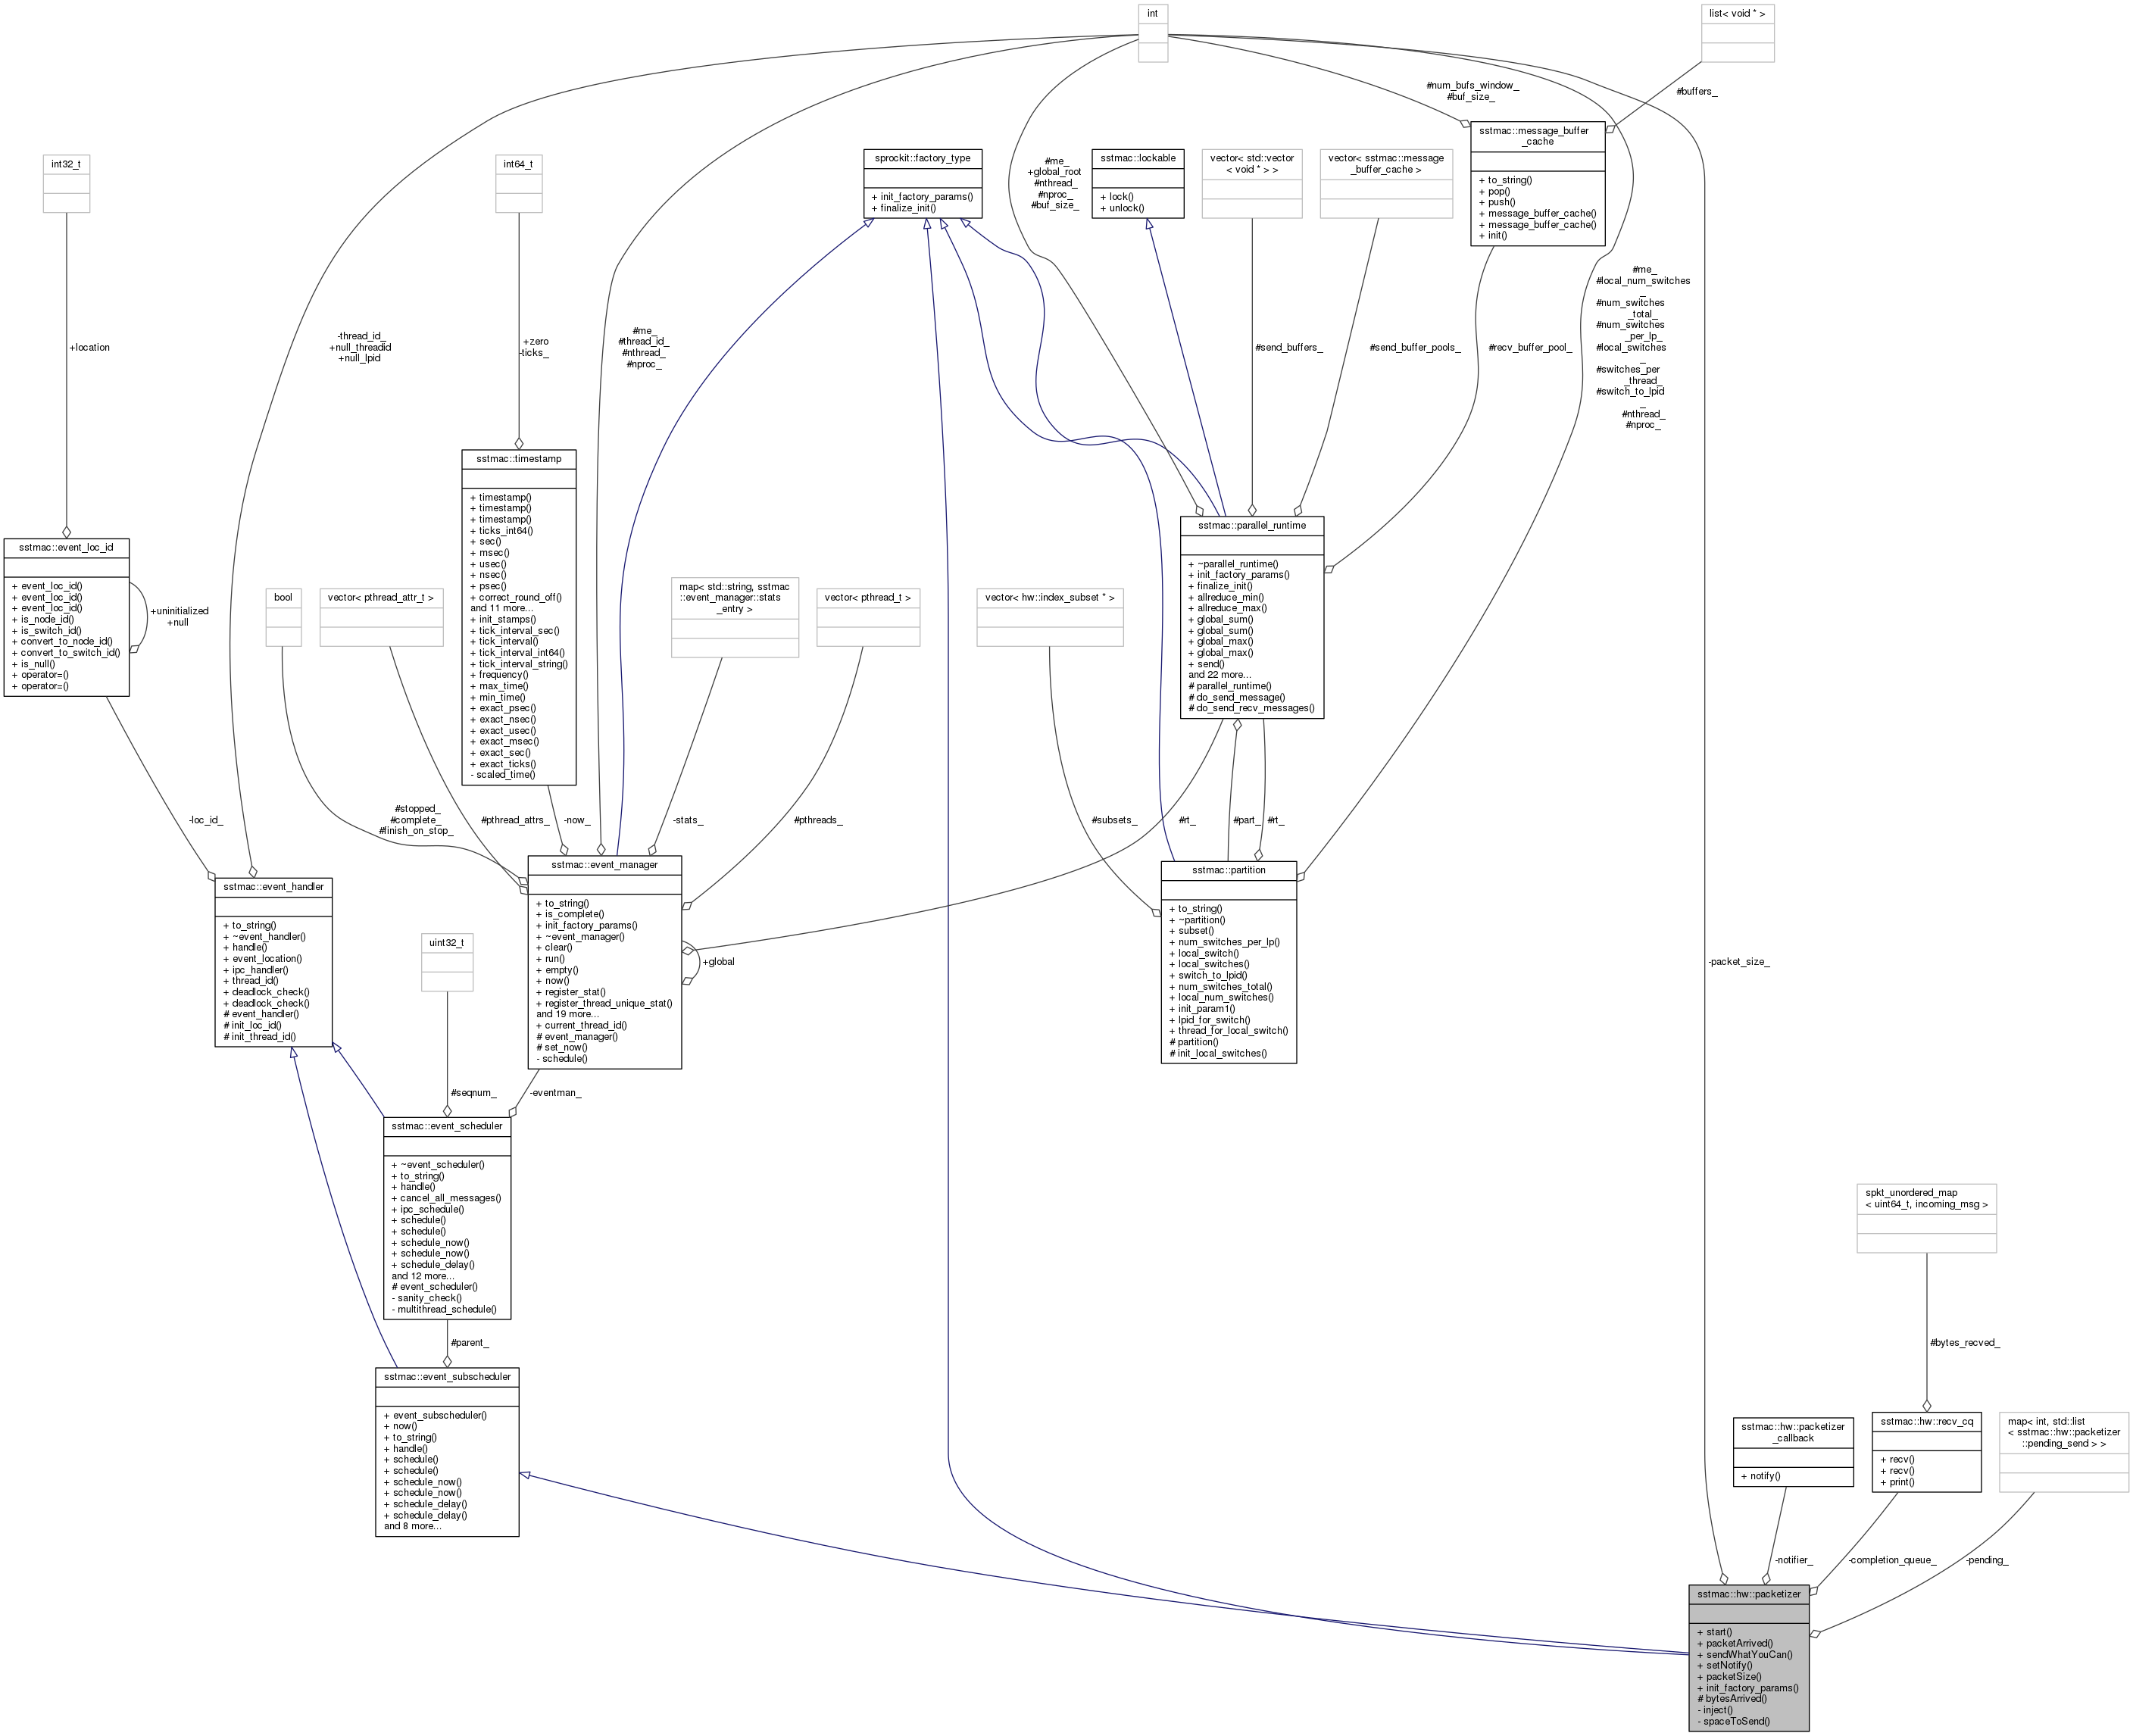 int
list< void * >
#num_bufs_window_
#buf_size_
#buffers_
sstmac::message_buffer
_cache
+ to_string()
+ pop()
+ push()
+ message_buffer_cache()
+ message_buffer_cache()
+ init()
int32_t
int64_t
sprockit::factory_type
+ init_factory_params()
+ finalize_init()
#me_
+global_root
#nthread_
#nproc_
#buf_size_
sstmac::lockable
+ lock()
+ unlock()
vector< std::vector
< void * > >
vector< sstmac::message
_buffer_cache >
+location
-thread_id_
+null_threadid
+null_lpid
+zero
-ticks_
#me_
#thread_id_
#nthread_
#nproc_
#send_buffers_
#send_buffer_pools_
#recv_buffer_pool_
#me_
#local_num_switches
_
#num_switches
_total_
#num_switches
_per_lp_
#local_switches
_
#switches_per
_thread_
#switch_to_lpid
_
#nthread_
#nproc_
sstmac::timestamp
+ timestamp()
+ timestamp()
+ timestamp()
+ ticks_int64()
+ sec()
+ msec()
+ usec()
+ nsec()
+ psec()
+ correct_round_off()
and 11 more...
+ init_stamps()
+ tick_interval_sec()
+ tick_interval()
+ tick_interval_int64()
+ tick_interval_string()
+ frequency()
+ max_time()
+ min_time()
+ exact_psec()
+ exact_nsec()
+ exact_usec()
+ exact_msec()
+ exact_sec()
+ exact_ticks()
- scaled_time()
sstmac::event_loc_id
+ event_loc_id()
+ event_loc_id()
+ event_loc_id()
+ is_node_id()
+ is_switch_id()
+ convert_to_node_id()
+ convert_to_switch_id()
+ is_null()
+ operator=()
+ operator=()
+uninitialized
+null
bool
vector< pthread_attr_t >
map< std::string, sstmac
::event_manager::stats
_entry >
vector< pthread_t >
vector< hw::index_subset * >
sstmac::parallel_runtime
+ ~parallel_runtime()
+ init_factory_params()
+ finalize_init()
+ allreduce_min()
+ allreduce_max()
+ global_sum()
+ global_sum()
+ global_max()
+ global_max()
+ send()
and 22 more...
# parallel_runtime()
# do_send_message()
# do_send_recv_messages()
-loc_id_
#stopped_
#complete_
#finish_on_stop_
#pthread_attrs_
-now_
-stats_
#pthreads_
#subsets_
#rt_
#part_
#rt_
sstmac::event_handler
+ to_string()
+ ~event_handler()
+ handle()
+ event_location()
+ ipc_handler()
+ thread_id()
+ deadlock_check()
+ deadlock_check()
# event_handler()
# init_loc_id()
# init_thread_id()
uint32_t
sstmac::event_manager
+ to_string()
+ is_complete()
+ init_factory_params()
+ ~event_manager()
+ clear()
+ run()
+ empty()
+ now()
+ register_stat()
+ register_thread_unique_stat()
and 19 more...
+ current_thread_id()
# event_manager()
# set_now()
- schedule()
+global
sstmac::partition
+ to_string()
+ ~partition()
+ subset()
+ num_switches_per_lp()
+ local_switch()
+ local_switches()
+ switch_to_lpid()
+ num_switches_total()
+ local_num_switches()
+ init_param1()
+ lpid_for_switch()
+ thread_for_local_switch()
# partition()
# init_local_switches()
-packet_size_
#seqnum_
-eventman_
sstmac::event_scheduler
+ ~event_scheduler()
+ to_string()
+ handle()
+ cancel_all_messages()
+ ipc_schedule()
+ schedule()
+ schedule()
+ schedule_now()
+ schedule_now()
+ schedule_delay()
and 12 more...
# event_scheduler()
- sanity_check()
- multithread_schedule()
spkt_unordered_map
< uint64_t, incoming_msg >
#parent_
#bytes_recved_
sstmac::event_subscheduler
+ event_subscheduler()
+ now()
+ to_string()
+ handle()
+ schedule()
+ schedule()
+ schedule_now()
+ schedule_now()
+ schedule_delay()
+ schedule_delay()
and 8 more...
sstmac::hw::packetizer
_callback
+ notify()
sstmac::hw::recv_cq
+ recv()
+ recv()
+ print()
map< int, std::list
< sstmac::hw::packetizer
::pending_send > >
-notifier_
-completion_queue_
-pending_
sstmac::hw::packetizer
+ start()
+ packetArrived()
+ sendWhatYouCan()
+ setNotify()
+ packetSize()
+ init_factory_params()
# bytesArrived()
- inject()
- spaceToSend()